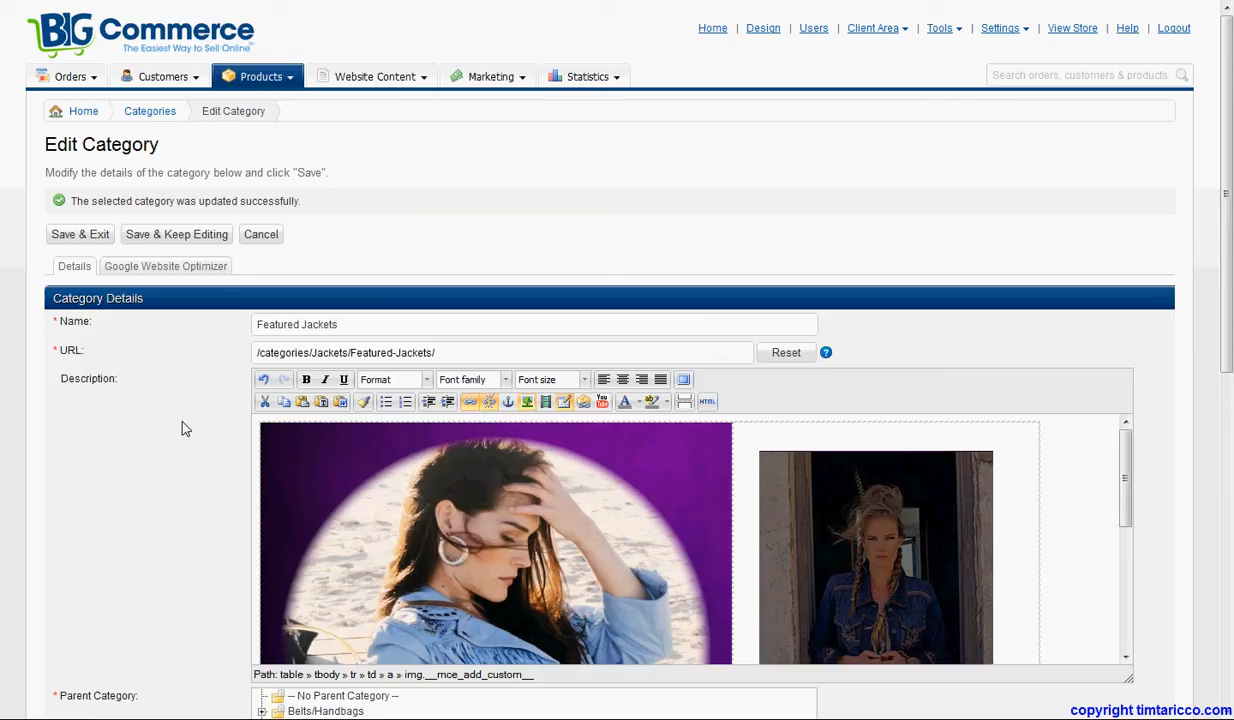 BIG Commerce
The Easiest Way to Sell Online
Home | Design | Users | Client Area | Tools | Settings | View Store | Help | Logout
Orders Customers Products Website Content Marketing Statistics Search orders, customers & products
Home Categories Edit Category
Edit Category
Modify the details of the category below and click "Save".
The selected category was updated successfully.
Save & Exit Save & Keep Editing Cancel
Details Google Website Optimizer
Category Details
* Name: Featured Jackets
* URL: /categories/Jackets/Featured-Jackets/ Reset ?
Description: B I U Format Font family Font size
You Tube A ab HTML
Path: table » tbody » tr » td » a » img.__mce_add_custom__
* Parent Category: -- No Parent Category --
Belts/Handbags
copyright timtaricco.com